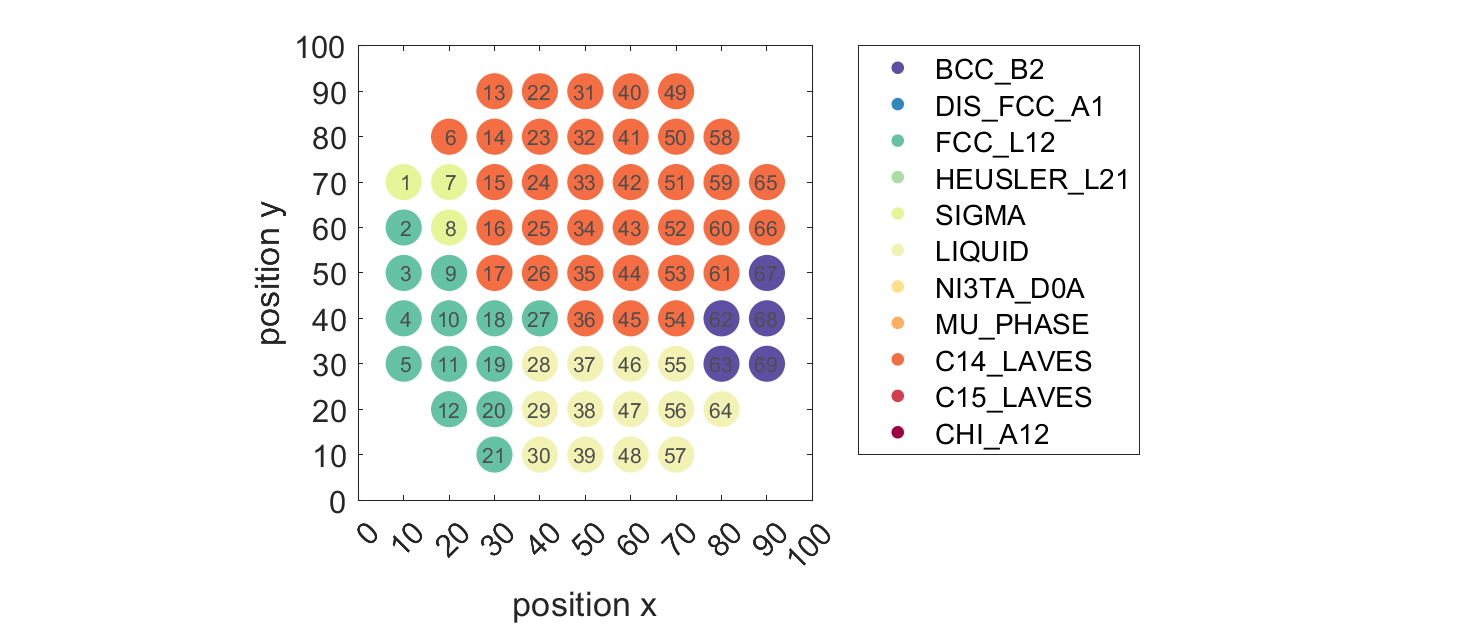 100
90
13 22 31 40 49
80
6 14 23 32 41 50 58
70
1 7 15 24 33 42 51 59 65
60
2 8 16 25 34 43 52 60 66
50
3 9 17 26 35 44 53 61 67
40
4 10 18 27 36 45 54 62 68
30
5 11 19 28 37 46 55 63 69
20
12 20 29 38 47 56 64
10
21 30 39 48 57
0
position y
0 10 20 30 40 50 60 70 80 90 100
position x
BCC_B2
DIS_FCC_A1
FCC_L12
HEUSLER_L21
SIGMA
LIQUID
NI3TA_D0A
MU_PHASE
C14_LAVES
C15_LAVES
CHI_A12